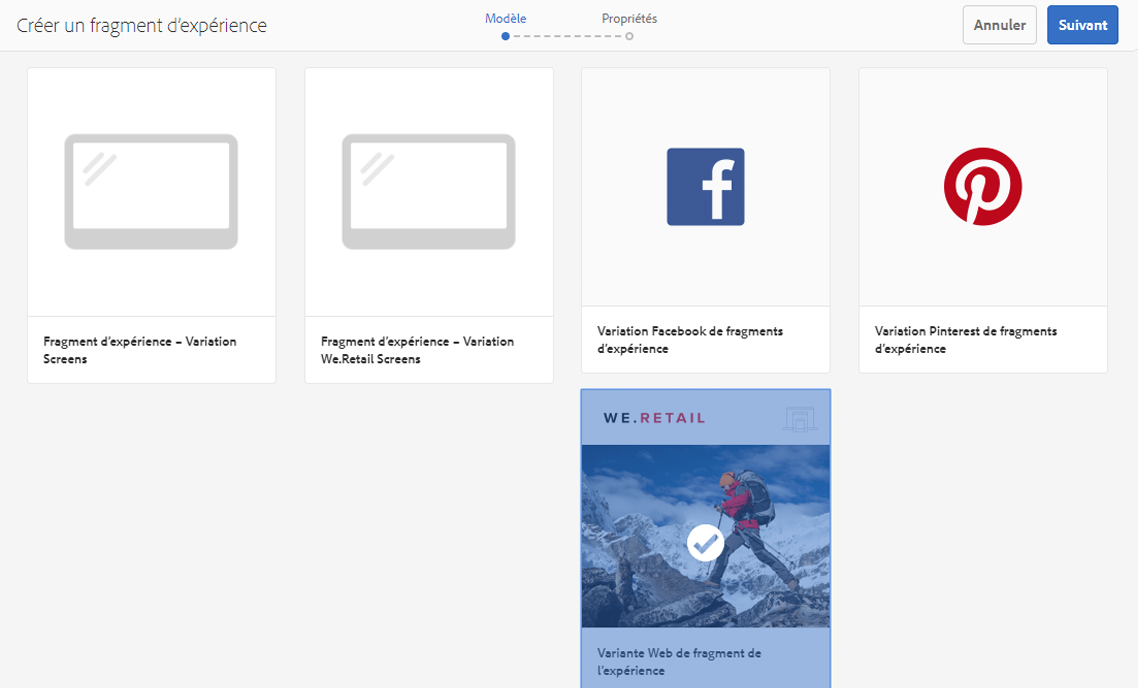 Créer un fragment d’expérience
Modèle
Propriétés
Annuler
Suivant
Fragment d’expérience – Variation
Screens
Fragment d’expérience – Variation
We.Retail Screens
Variation Facebook de fragments
d’expérience
Variation Pinterest de fragments
d’expérience
WE.RETAIL
Variante Web de fragment de
l’expérience